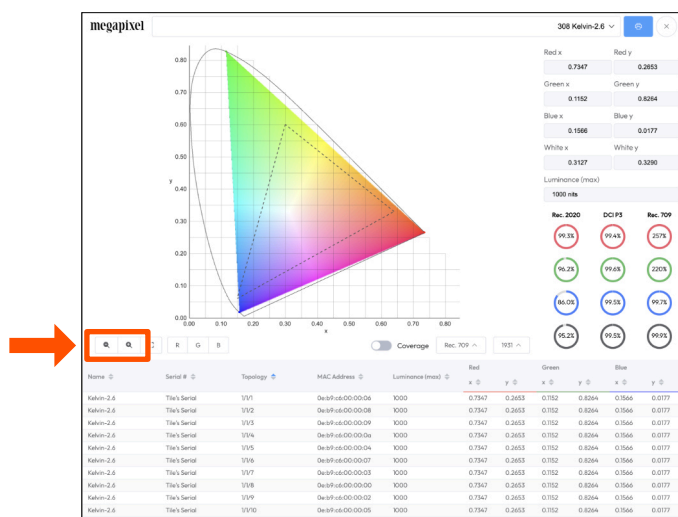 megapixel
308 Kelvin-2.6
Red x Red y
0.7347 0.2653
Green x Green y
0.1152 0.8264
Blue x Blue y
0.1566 0.0177
White x White y
0.3127 0.3290
Luminance (max)
1000 nits
Rec. 2020 DCI P3 Rec. 709
99.3% 99.4% 257%
96.2% 99.6% 220%
86.0% 99.5% 99.7%
95.2% 99.5% 99.9%
0.80
0.70
0.60
0.50
y
0.40
0.30
0.20
0.10
0.00
0.00 0.10 0.20 0.30 0.40 0.50 0.60 0.70 0.80
x
R G B
Coverage Rec. 709 1931
Red Green Blue
Name Serial # Topology MAC Address Luminance (max) x y x y x y
Kelvin-2.6 Tile's Serial 1/1/1 0e:b9:c6:00:00:06 1000 0.7347 0.2653 0.1152 0.8264 0.1566 0.0177
Kelvin-2.6 Tile's Serial 1/1/2 0e:b9:c6:00:00:08 1000 0.7347 0.2653 0.1152 0.8264 0.1566 0.0177
Kelvin-2.6 Tile's Serial 1/1/3 0e:b9:c6:00:00:09 1000 0.7347 0.2653 0.1152 0.8264 0.1566 0.0177
Kelvin-2.6 Tile's Serial 1/1/4 0e:b9:c6:00:00:0a 1000 0.7347 0.2653 0.1152 0.8264 0.1566 0.0177
Kelvin-2.6 Tile's Serial 1/1/5 0e:b9:c6:00:00:04 1000 0.7347 0.2653 0.1152 0.8264 0.1566 0.0177
Kelvin-2.6 Tile's Serial 1/1/6 0e:b9:c6:00:00:07 1000 0.7347 0.2653 0.1152 0.8264 0.1566 0.0177
Kelvin-2.6 Tile's Serial 1/1/7 0e:b9:c6:00:00:03 1000 0.7347 0.2653 0.1152 0.8264 0.1566 0.0177
Kelvin-2.6 Tile's Serial 1/1/8 0e:b9:c6:00:00:00 1000 0.7347 0.2653 0.1152 0.8264 0.1566 0.0177
Kelvin-2.6 Tile's Serial 1/1/9 0e:b9:c6:00:00:02 1000 0.7347 0.2653 0.1152 0.8264 0.1566 0.0177
Kelvin-2.6 Tile's Serial 1/1/10 0e:b9:c6:00:00:05 1000 0.7347 0.2653 0.1152 0.8264 0.1566 0.0177